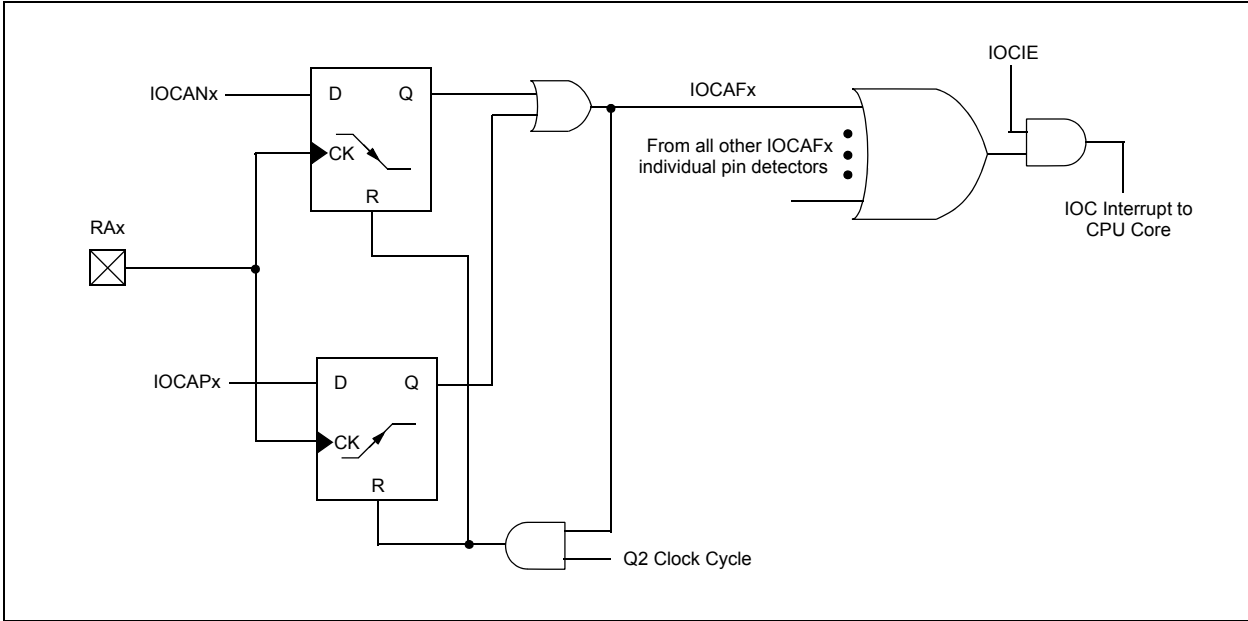 IOCIE
IOCANx
D
Q
IOCAFx
CK
From all other IOCAFx
individual pin detectors
R
IOC Interrupt to
CPU Core
RAx
IOCAPx
D
Q
CK
R
Q2 Clock Cycle